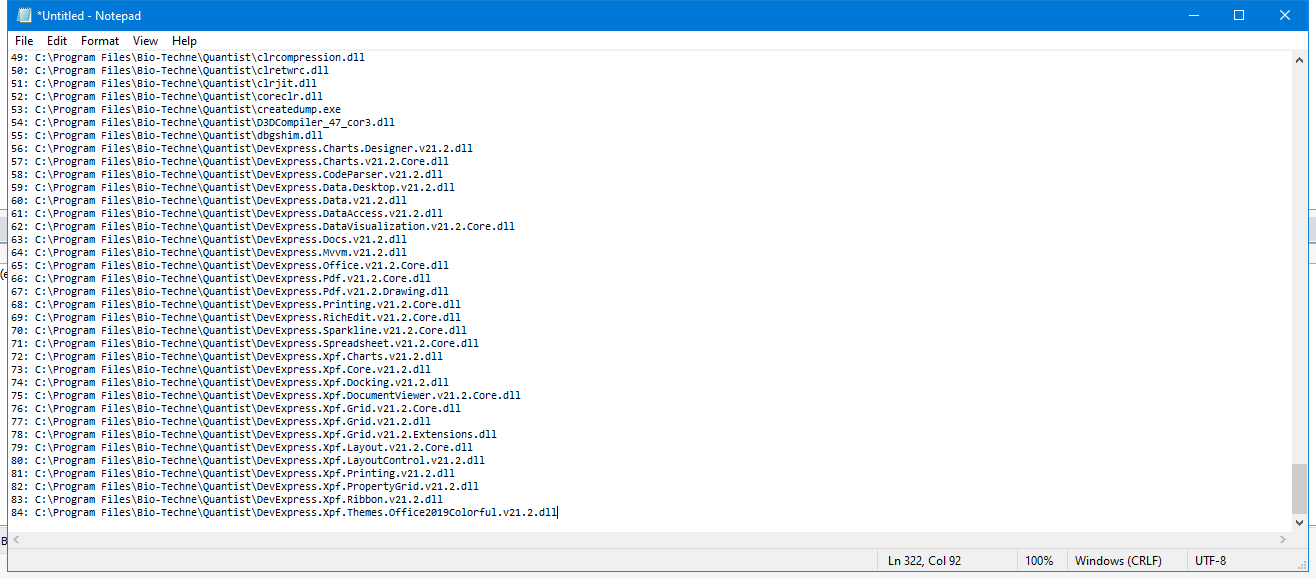 *Untitled - Notepad
File Edit Format View Help
49: C:\Program Files\Bio-Techne\Quantist\clrcompression.dll
50: C:\Program Files\Bio-Techne\Quantist\clretwrc.dll
51: C:\Program Files\Bio-Techne\Quantist\clrjit.dll
52: C:\Program Files\Bio-Techne\Quantist\coreclr.dll
53: C:\Program Files\Bio-Techne\Quantist\createdump.exe
54: C:\Program Files\Bio-Techne\Quantist\D3DCompiler_47_cor3.dll
55: C:\Program Files\Bio-Techne\Quantist\dbgshim.dll
56: C:\Program Files\Bio-Techne\Quantist\DevExpress.Charts.Designer.v21.2.dll
57: C:\Program Files\Bio-Techne\Quantist\DevExpress.Charts.v21.2.Core.dll
58: C:\Program Files\Bio-Techne\Quantist\DevExpress.CodeParser.v21.2.dll
59: C:\Program Files\Bio-Techne\Quantist\DevExpress.Data.Desktop.v21.2.dll
60: C:\Program Files\Bio-Techne\Quantist\DevExpress.Data.v21.2.dll
61: C:\Program Files\Bio-Techne\Quantist\DevExpress.DataAccess.v21.2.dll
62: C:\Program Files\Bio-Techne\Quantist\DevExpress.DataVisualization.v21.2.Core.dll
63: C:\Program Files\Bio-Techne\Quantist\DevExpress.Docs.v21.2.dll
64: C:\Program Files\Bio-Techne\Quantist\DevExpress.Mvvm.v21.2.dll
65: C:\Program Files\Bio-Techne\Quantist\DevExpress.Office.v21.2.Core.dll
66: C:\Program Files\Bio-Techne\Quantist\DevExpress.Pdf.v21.2.Core.dll
67: C:\Program Files\Bio-Techne\Quantist\DevExpress.Pdf.v21.2.Drawing.dll
68: C:\Program Files\Bio-Techne\Quantist\DevExpress.Printing.v21.2.Core.dll
69: C:\Program Files\Bio-Techne\Quantist\DevExpress.RichEdit.v21.2.Core.dll
70: C:\Program Files\Bio-Techne\Quantist\DevExpress.Sparkline.v21.2.Core.dll
71: C:\Program Files\Bio-Techne\Quantist\DevExpress.Spreadsheet.v21.2.Core.dll
72: C:\Program Files\Bio-Techne\Quantist\DevExpress.Xpf.Charts.v21.2.dll
73: C:\Program Files\Bio-Techne\Quantist\DevExpress.Xpf.Core.v21.2.dll
74: C:\Program Files\Bio-Techne\Quantist\DevExpress.Xpf.Docking.v21.2.dll
75: C:\Program Files\Bio-Techne\Quantist\DevExpress.Xpf.DocumentViewer.v21.2.Core.dll
76: C:\Program Files\Bio-Techne\Quantist\DevExpress.Xpf.Grid.v21.2.Core.dll
77: C:\Program Files\Bio-Techne\Quantist\DevExpress.Xpf.Grid.v21.2.dll
78: C:\Program Files\Bio-Techne\Quantist\DevExpress.Xpf.Grid.v21.2.Extensions.dll
79: C:\Program Files\Bio-Techne\Quantist\DevExpress.Xpf.Layout.v21.2.Core.dll
80: C:\Program Files\Bio-Techne\Quantist\DevExpress.Xpf.LayoutControl.v21.2.dll
81: C:\Program Files\Bio-Techne\Quantist\DevExpress.Xpf.Printing.v21.2.dll
82: C:\Program Files\Bio-Techne\Quantist\DevExpress.Xpf.PropertyGrid.v21.2.dll
83: C:\Program Files\Bio-Techne\Quantist\DevExpress.Xpf.Ribbon.v21.2.dll
84: C:\Program Files\Bio-Techne\Quantist\DevExpress.Xpf.Themes.Office2019Colorful.v21.2.dll
Ln 322, Col 92 100% Windows (CRLF) UTF-8